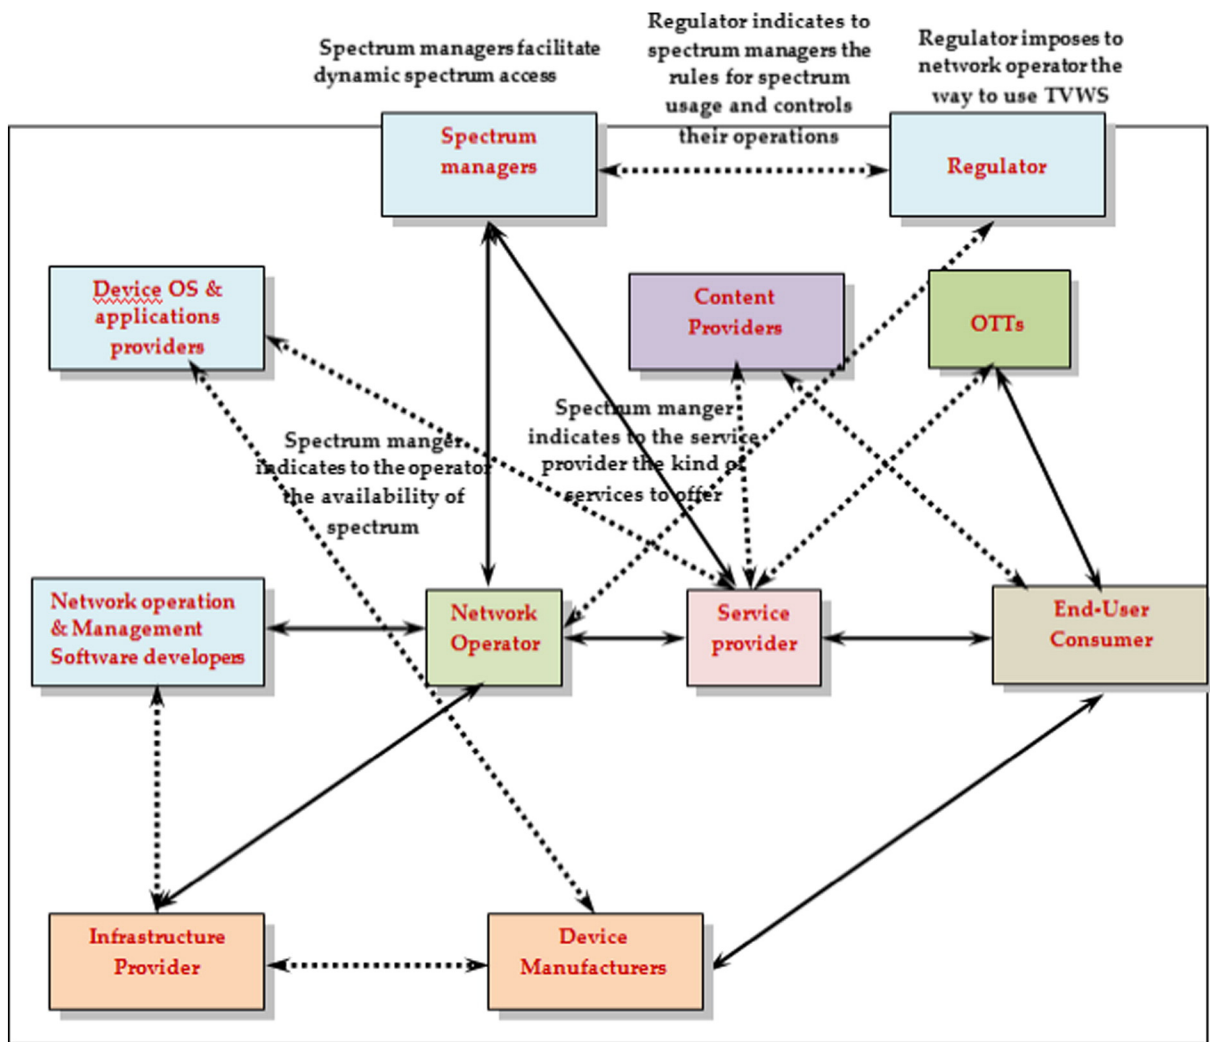 Spectrum managers facilitate
dynamic spectrum access
Regulator indicates to
spectrum managers the
rules for spectrum
usage and controls
their operations
Regulator imposes to
network operator the
way to use TVWS
Spectrum
managers
Regulator
Device OS &
applications
providers
Content
Providers
OTTs
Spectrum manger
indicates to the operator
the availability of
spectrum
Spectrum manger
indicates to the service
provider the kind of
services to offer
Network operation
& Management
Software developers
Network
Operator
Service
provider
End-User
Consumer
Infrastructure
Provider
Device
Manufacturers